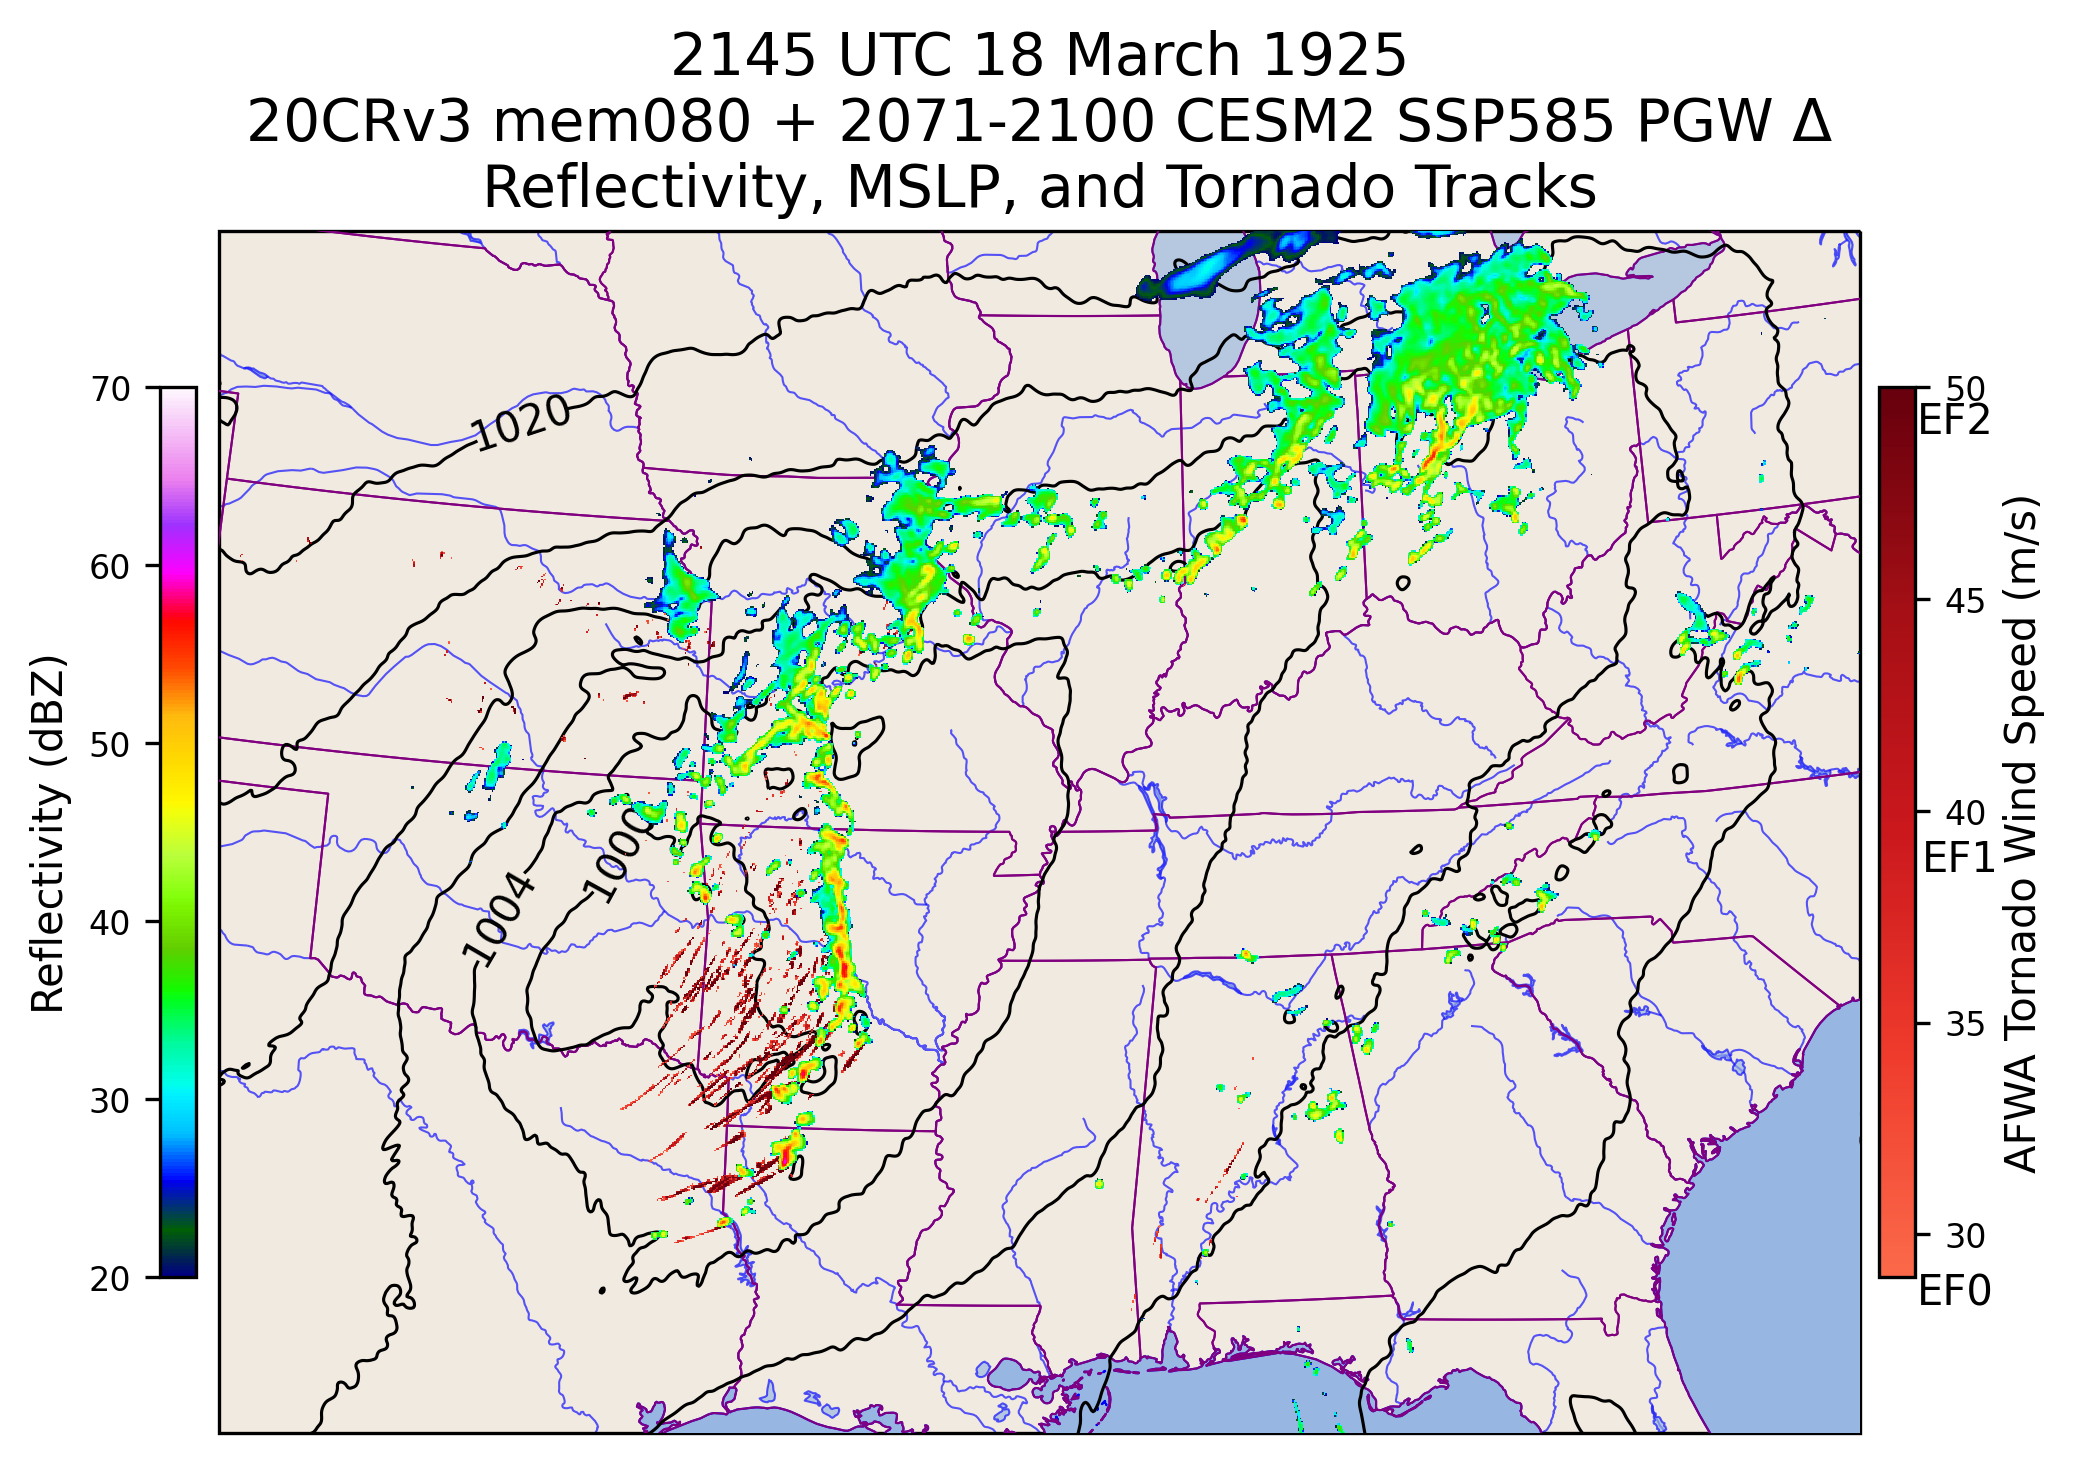 2145 UTC 18 March 1925
20CRv3 mem080 + 2071-2100 CESM2 SSP585 PGW Δ
Reflectivity, MSLP, and Tornado Tracks
70
60
50
40
30
20
Reflectivity (dBZ)
1020
1000
1004
50
EF2
45
40
EF1
35
30
EF0
AFWA Tornado Wind Speed (m/s)